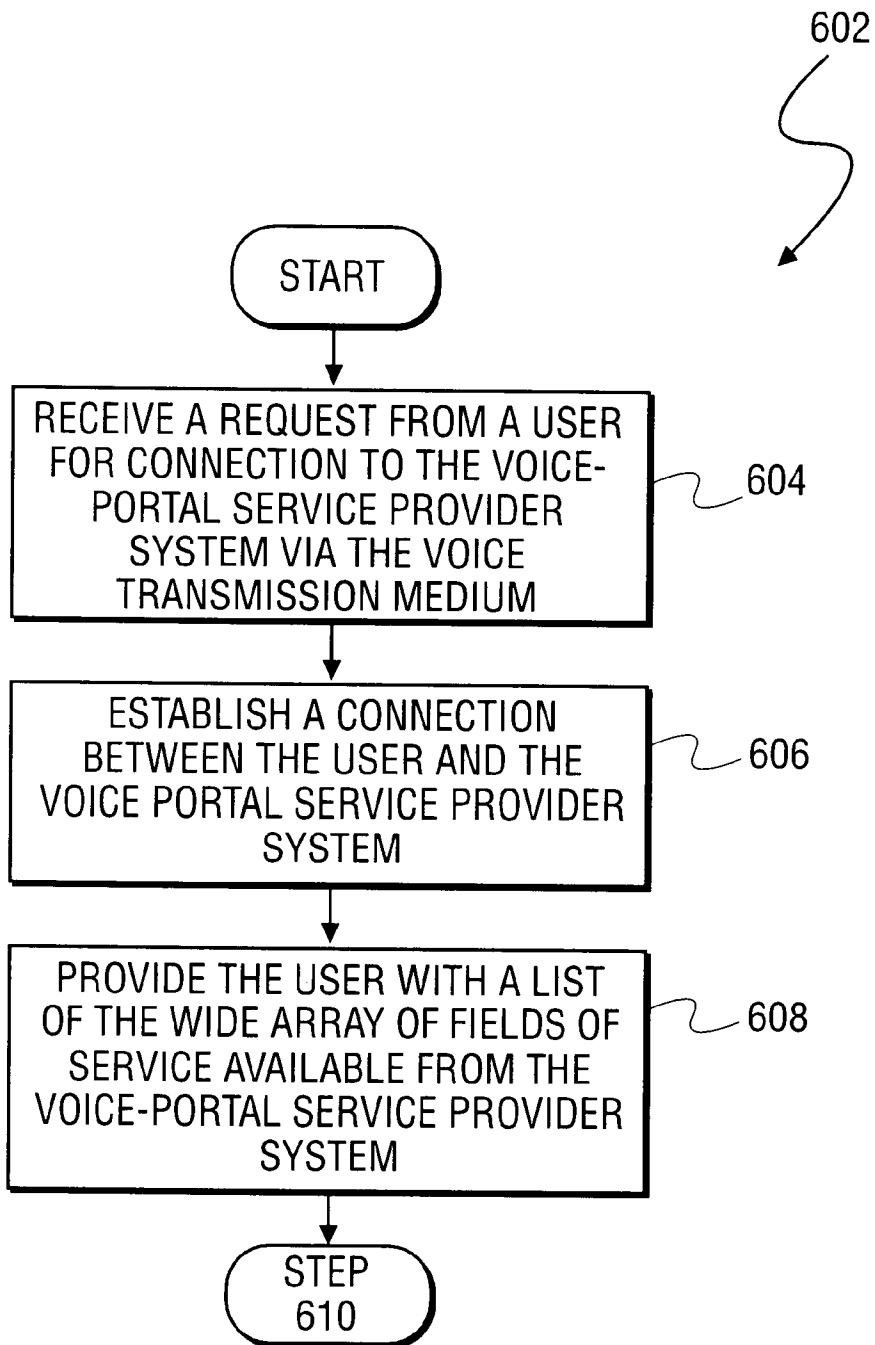 602
START
RECEIVE A REQUEST FROM A USER
FOR CONNECTION TO THE VOICE-
PORTAL SERVICE PROVIDER
SYSTEM VIA THE VOICE
TRANSMISSION MEDIUM
604
ESTABLISH A CONNECTION
BETWEEN THE USER AND THE
VOICE PORTAL SERVICE PROVIDER
SYSTEM
606
PROVIDE THE USER WITH A LIST
OF THE WIDE ARRAY OF FIELDS OF
SERVICE AVAILABLE FROM THE
VOICE-PORTAL SERVICE PROVIDER
SYSTEM
608
STEP
610